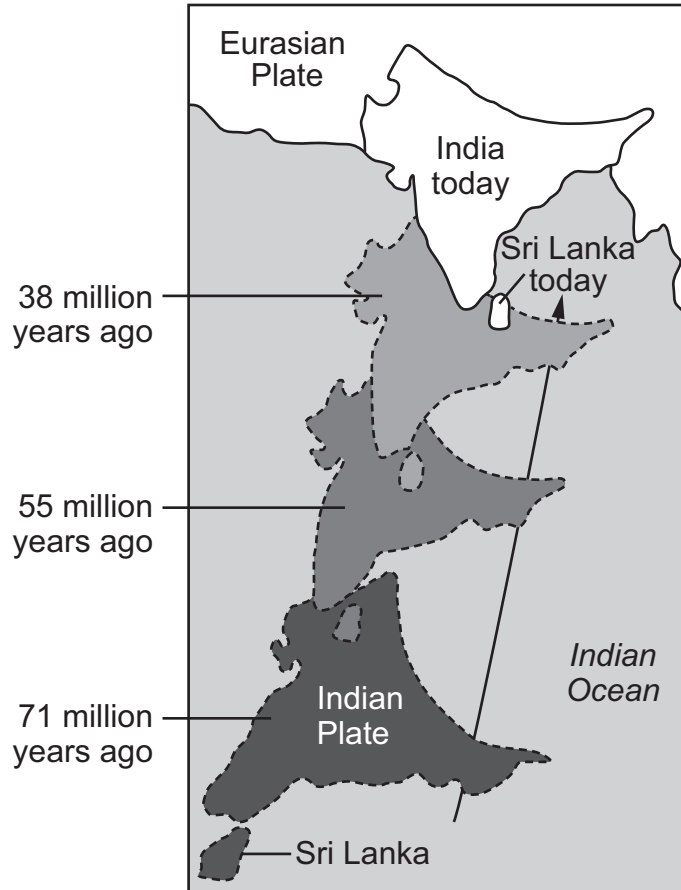 Eurasian
Plate
India
today
Sri Lanka
today
38 million
years ago
55 million
years ago
Indian
Ocean
Indian
Plate
71 million
years ago
Sri Lanka